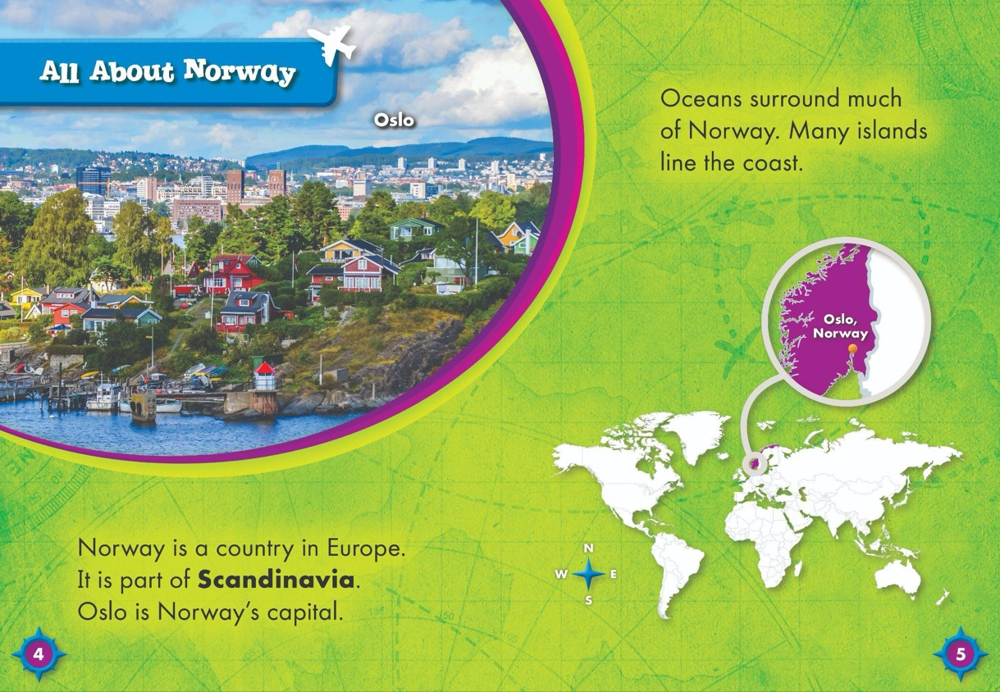 All About Norway
Oslo
Norway is a country in Europe.
It is part of Scandinavia.
Oslo is Norway's capital.
4
Oceans surround much
of Norway. Many islands
line the coast.
Oslo,
Norway
N
W E
S
5